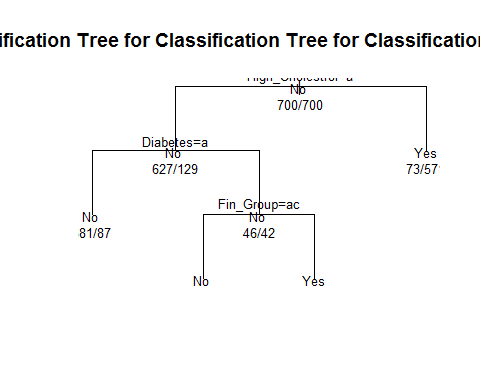 ification Tree for Classification Tree for Classification
High_Cholestrol=a
No
700/700
Diabetes=a
No
627/129
Yes
73/57
Fin_Group=ac
No
81/87
No
46/42
No
Yes